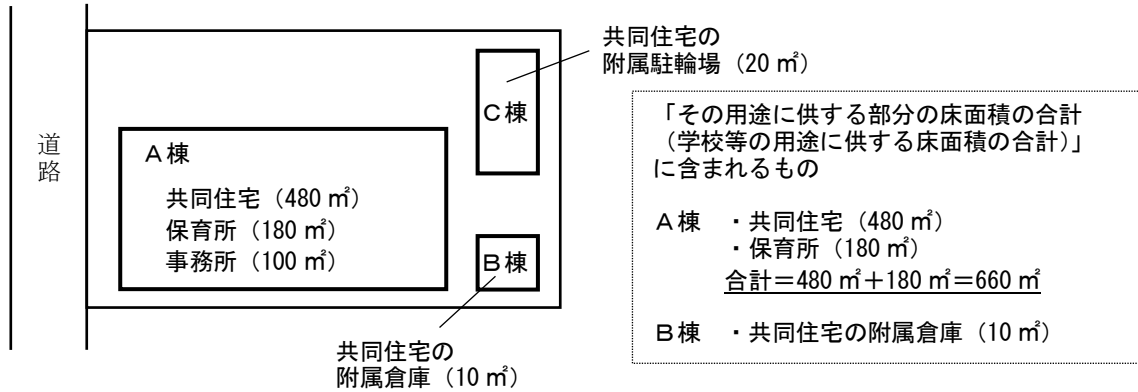 道路
A棟
共同住宅（480 ㎡）
保育所（180 ㎡）
事務所（100 ㎡）
C棟
B棟
共同住宅の
附属駐輪場（20 ㎡）
共同住宅の
附属倉庫（10 ㎡）
「その用途に供する部分の床面積の合計
（学校等の用途に供する床面積の合計）」
に含まれるもの
A棟 ・共同住宅（480 ㎡）
・保育所（180 ㎡）
合計＝480 ㎡＋180 ㎡＝660 ㎡
B棟 ・共同住宅の附属倉庫（10 ㎡）